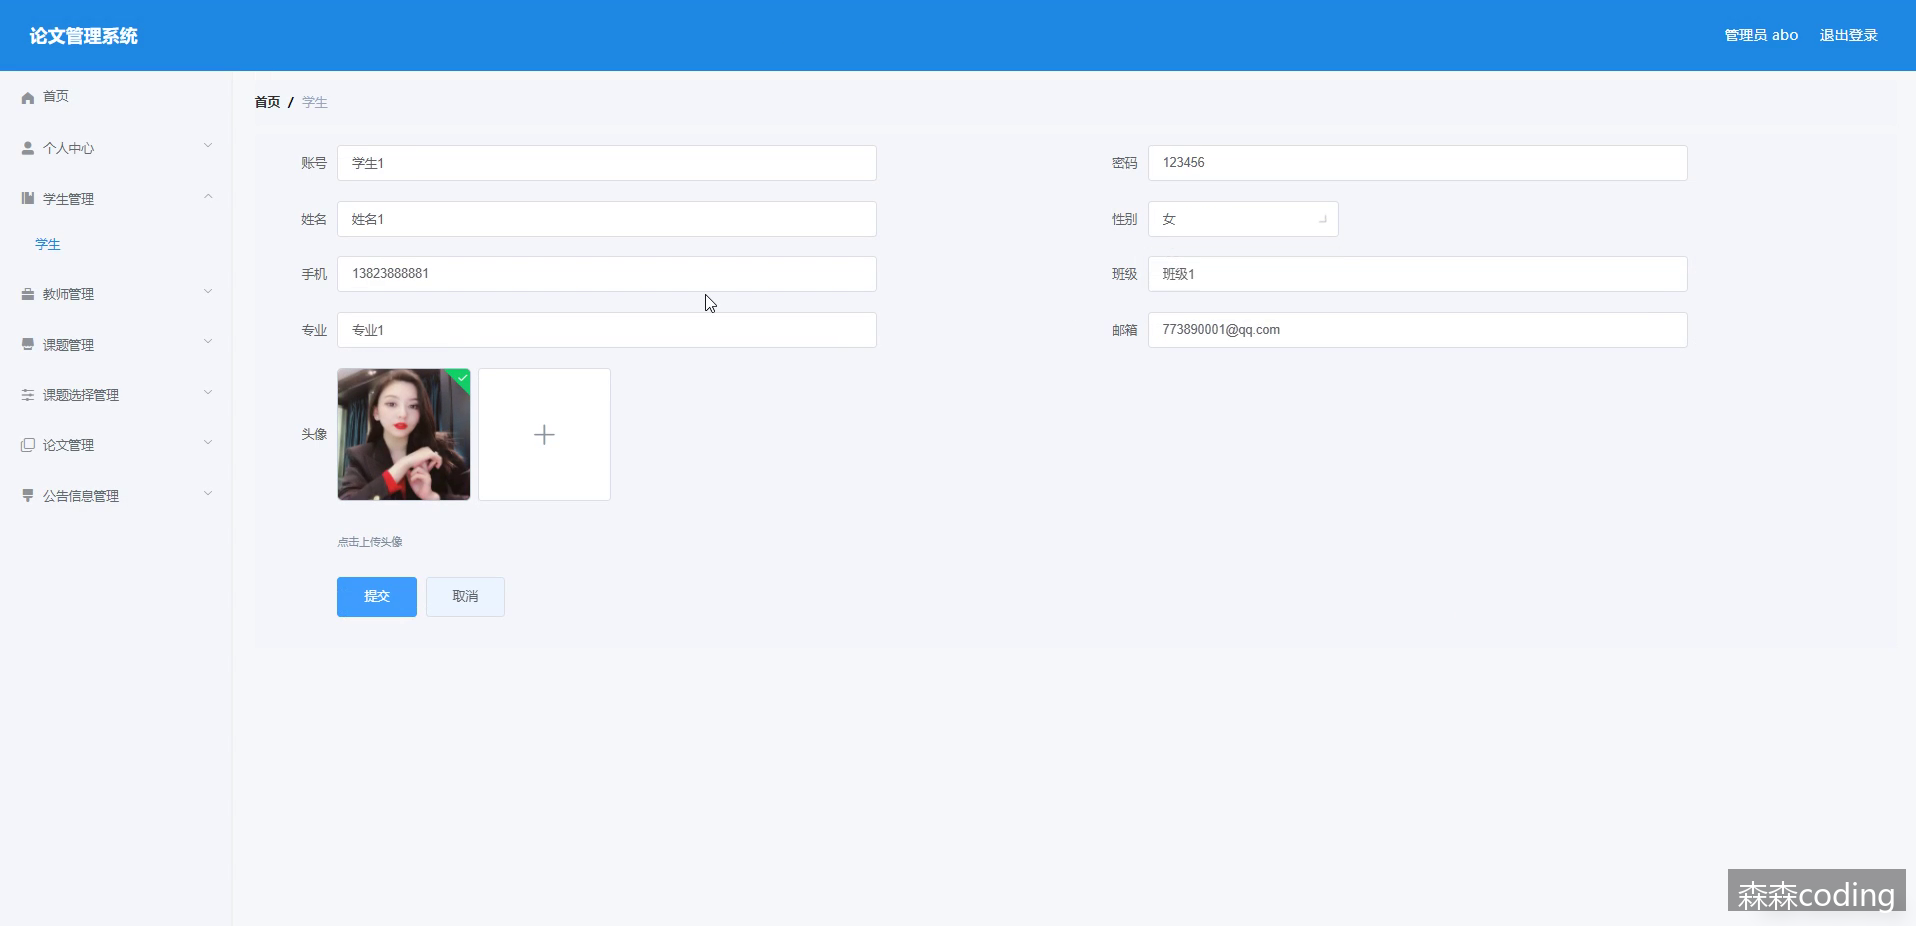 论文管理系统
管理员 abo 退出登录
首页
个人中心
学生管理
学生
教师管理
课题管理
课题选择管理
论文管理
公告信息管理
首页 / 学生
账号 学生1
密码 123456
姓名 姓名1
性别 女
手机 13823888881
班级 班级1
专业 专业1
邮箱 773890001@qq.com
头像
点击上传头像
提交 取消
森森coding